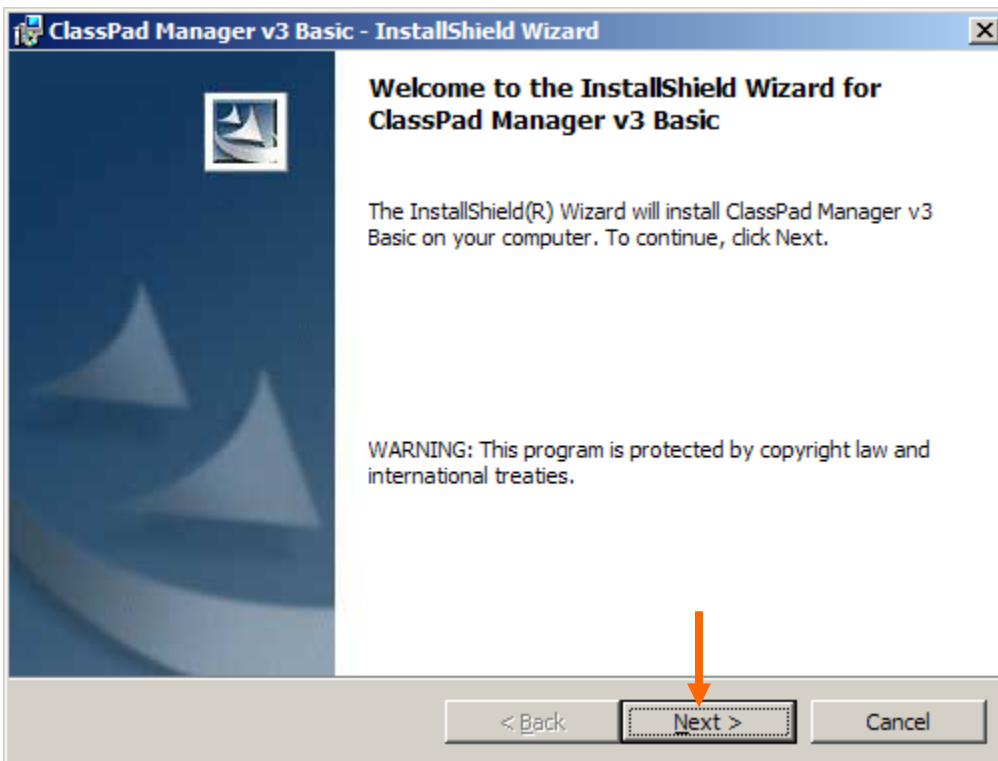 ClassPad Manager v3 Basic - InstallShield Wizard
Welcome to the InstallShield Wizard for
ClassPad Manager v3 Basic
The InstallShield(R) Wizard will install ClassPad Manager v3
Basic on your computer. To continue, click Next.
WARNING: This program is protected by copyright law and
international treaties.
< Back Next > Cancel